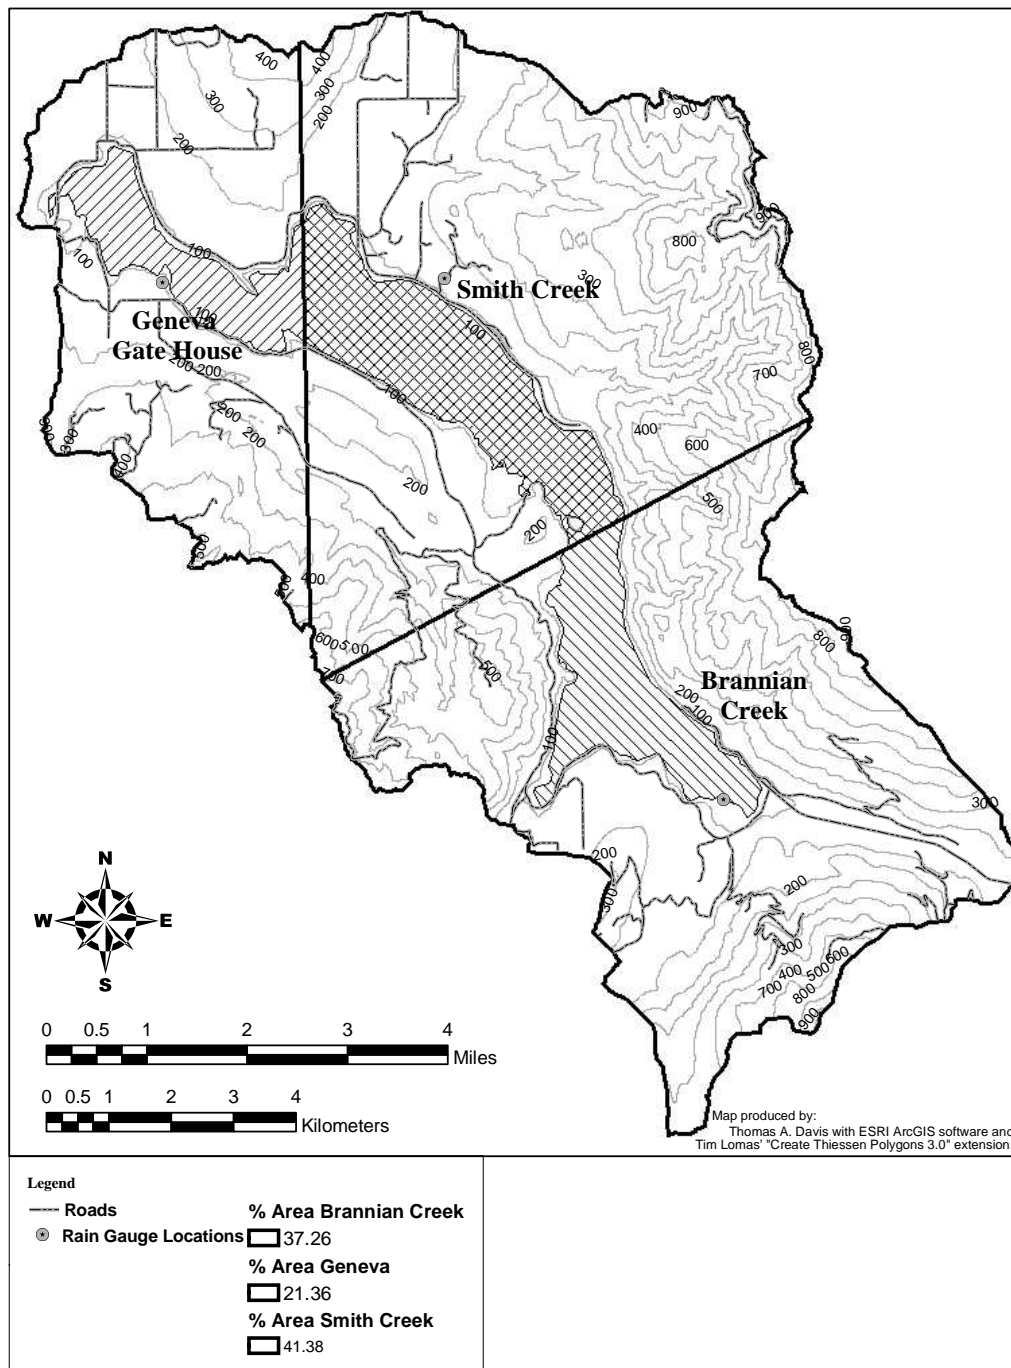 400
400
300
300
200
200
900
900
800
300
100
100
100
Smith Creek
Geneva
Gate House
100
200
200
800
700
100
200
200
400
600
900
300
400
200
500
200
500
500
400
600
500
700
500
900
800
Brannian
Creek
200
100
100
300
200
300
200
300
400
500
600
700
800
900
N
W
E
S
0 0.5 1 2 3 4
Miles
0 0.5 1 2 3 4
Kilometers
Map produced by:
Thomas A. Davis with ESRI ArcGIS software and
Tim Lomas' "Create Thiessen Polygons 3.0" extension
Legend
Roads
Rain Gauge Locations
% Area Brannian Creek
37.26
% Area Geneva
21.36
% Area Smith Creek
41.38